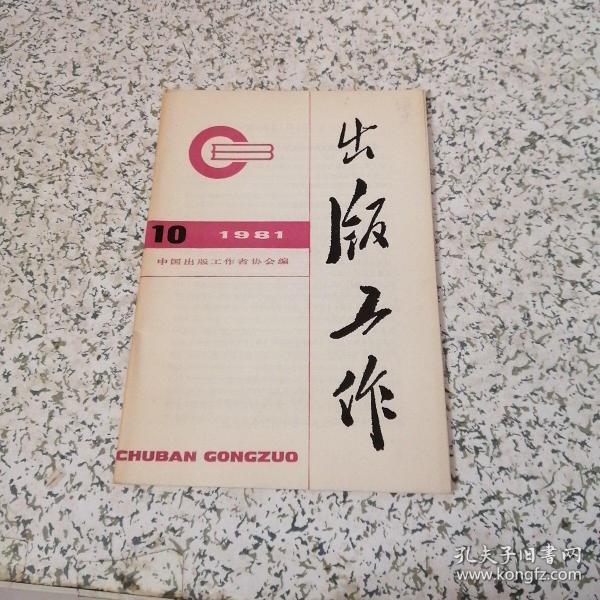 出版工作
10 1981
中国出版工作者协会编
CHUBAN GONGZUO
孔夫子旧書网
www.kongfz.com